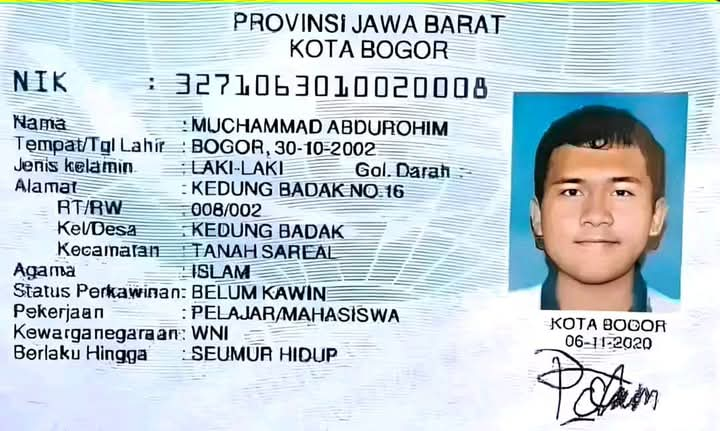 PROVINSI JAWA BARAT
KOTA BOGOR
NIK : 3271063010020008
Nama : MUCHAMMAD ABDUROHIM
Tempat/Tgl Lahir : BOGOR, 30-10-2002
Jenis kelamin : LAKI-LAKI Gol. Darah :-
Alamat : KEDUNG BADAK NO.16
RT/RW : 008/002
Kel/Desa : KEDUNG BADAK
Kecamatan : TANAH SAREAL
Agama : ISLAM
Status Perkawinan: BELUM KAWIN
Pekerjaan : PELAJAR/MAHASISWA
Kewarganegaraan: WNI
Berlaku Hingga : SEUMUR HIDUP
KOTA BOGOR
06-11-2020